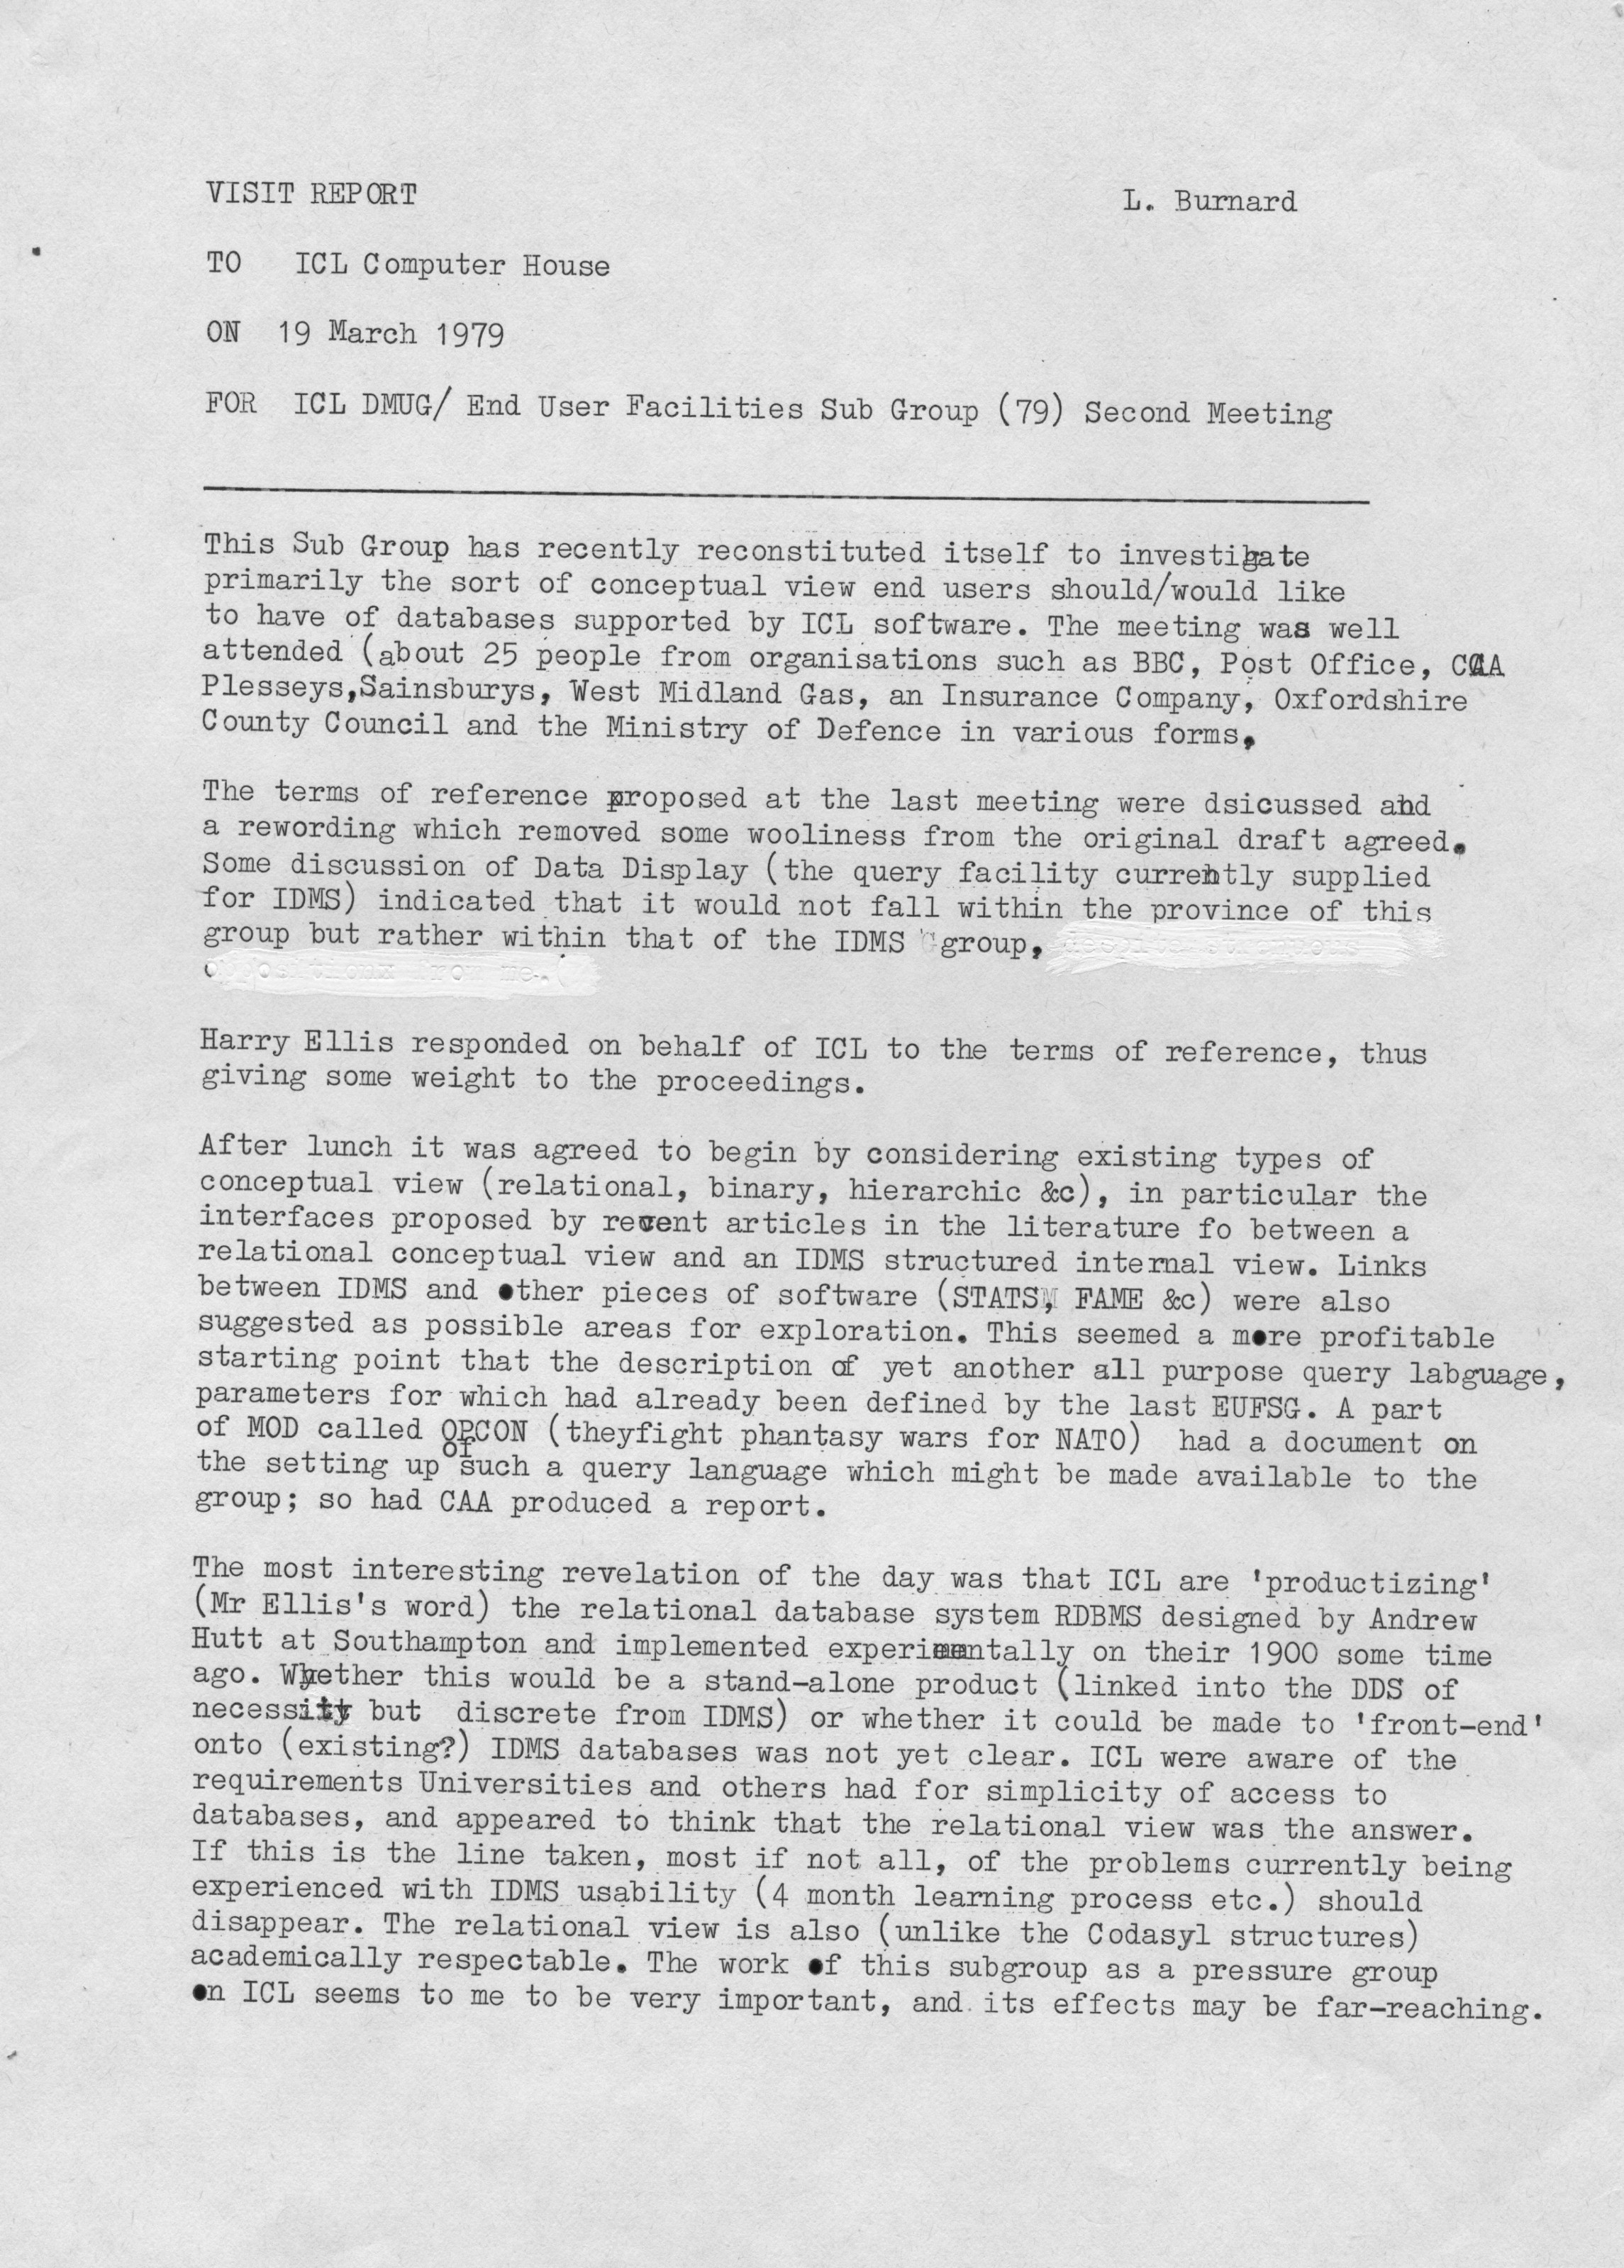 VISIT REPORT L. Burnard
TO ICL Computer House
ON 19 March 1979
FOR ICL DMUG/ End User Facilities Sub Group (79) Second Meeting
This Sub Group has recently reconstituted itself to investigate
primarily the sort of conceptual view end users should/would like
to have of databases supported by ICL software. The meeting was well
attended (about 25 people from organisations such as BBC, Post Office, CAA
Plesseys,Sainsburys, West Midland Gas, an Insurance Company, Oxfordshire
County Council and the Ministry of Defence in various forms.
The terms of reference proposed at the last meeting were dsicussed and
a rewording which removed some wooliness from the original draft agreed.
Some discussion of Data Display (the query facility currently supplied
for IDMS) indicated that it would not fall within the province of this
group but rather within that of the IDMS group,
Harry Ellis responded on behalf of ICL to the terms of reference, thus
giving some weight to the proceedings.
After lunch it was agreed to begin by considering existing types of
conceptual view (relational, binary, hierarchic &c), in particular the
interfaces proposed by recent articles in the literature fo between a
relational conceptual view and an IDMS structured internal view. Links
between IDMS and other pieces of software (STATS, FAME &c) were also
suggested as possible areas for exploration. This seemed a more profitable
starting point that the description of yet another all purpose query labguage,
parameters for which had already been defined by the last EUFSG. A part
of MOD called OPCON (theyfight phantasy wars for NATO) had a document on
the setting up of such a query language which might be made available to the
group; so had CAA produced a report.
The most interesting revelation of the day was that ICL are 'productizing'
(Mr Ellis's word) the relational database system RDBMS designed by Andrew
Hutt at Southampton and implemented experimentally on their 1900 some time
ago. Whether this would be a stand-alone product (linked into the DDS of
necessity but discrete from IDMS) or whether it could be made to 'front-end'
onto (existing?) IDMS databases was not yet clear. ICL were aware of the
requirements Universities and others had for simplicity of access to
databases, and appeared to think that the relational view was the answer.
If this is the line taken, most if not all, of the problems currently being
experienced with IDMS usability (4 month learning process etc.) should
disappear. The relational view is also (unlike the Codasyl structures)
academically respectable. The work of this subgroup as a pressure group
on ICL seems to me to be very important, and its effects may be far-reaching.